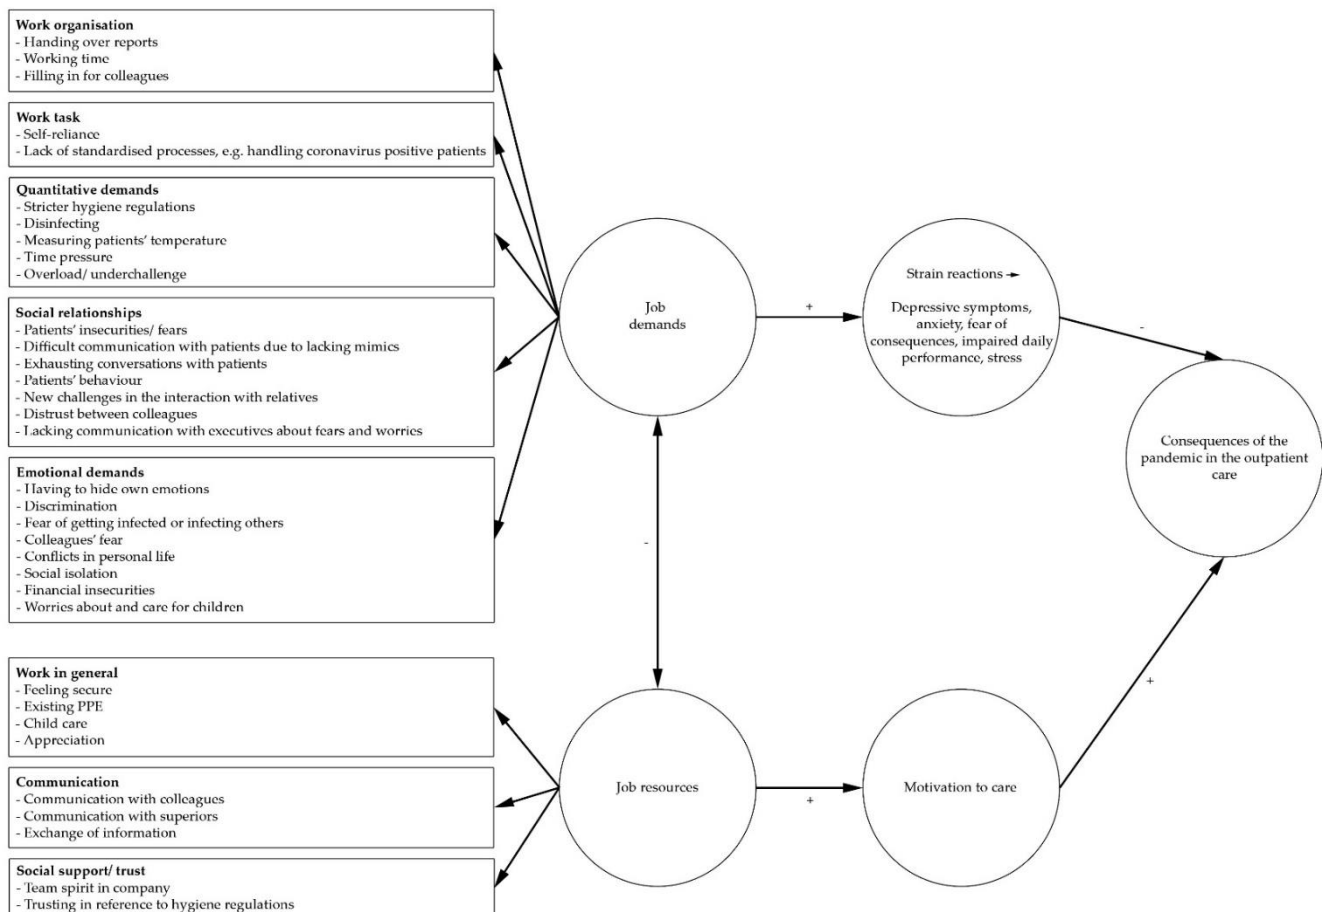 Work organisation
- Handing over reports
- Working time
- Filling in for colleagues
Work task
- Self-reliance
- Lack of standardised processes, e.g. handling coronavirus positive patients
Quantitative demands
- Stricter hygiene regulations
- Disinfecting
- Measuring patients' temperature
- Time pressure
- Overload/ underchallenge
Social relationships
- Patients' insecurities/ fears
- Difficult communication with patients due to lacking mimics
- Exhausting conversations with patients
- Patients' behaviour
- New challenges in the interaction with relatives
- Distrust between colleagues
- Lacking communication with executives about fears and worries
Emotional demands
- Having to hide own emotions
- Discrimination
- Fear of getting infected or infecting others
- Colleagues' fear
- Conflicts in personal life
- Social isolation
- Financial insecurities
- Worries about and care for children
Work in general
- Feeling secure
- Existing PPE
- Child care
- Appreciation
Communication
- Communication with colleagues
- Communication with superiors
- Exchange of information
Social support/ trust
- Team spirit in company
- Trusting in reference to hygiene regulations
Job
demands
+
Strain reactions →
Depressive symptoms,
anxiety, fear of
consequences, impaired daily
performance, stress
-
Consequences of the
pandemic in the outpatient
care
-
Job resources
+
Motivation to care
+